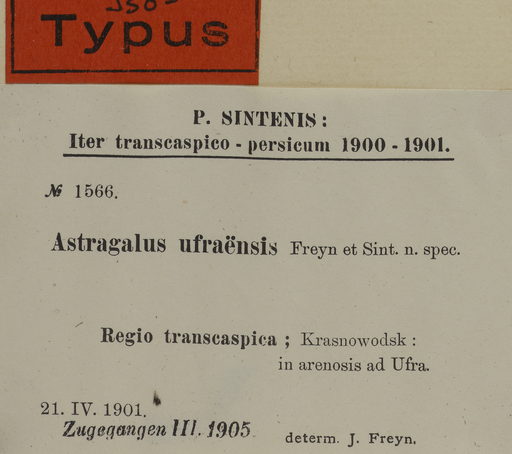 Typus
P. SINTENIS:
Iter transcaspico-persicum 1900-1901.
№ 1566.
Astragalus ufraënsis Freyn et Sint. n. spec.
Regio transcaspica; Krasnowodsk:
in arenosis ad Ufra.
21. IV. 1901.
Zugegangen III. 1905
determ. J. Freyn.